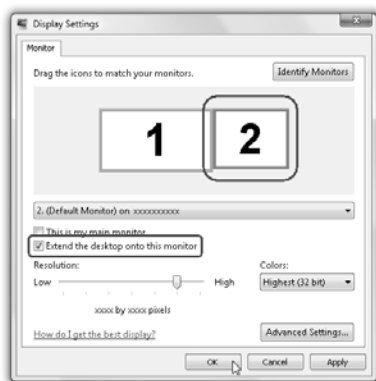 Display Settings
Monitor
Drag the icons to match your monitors.
Identify Monitors
1
2
2. (Default Monitor) on xxxxxxxxxx
This is my main monitor
Extend the desktop onto this monitor
Resolution:
Colors:
Low
High
Highest (32 bit)
xxxx by xxxx pixels
How do I get the best display?
Advanced Settings...
OK
Cancel
Apply